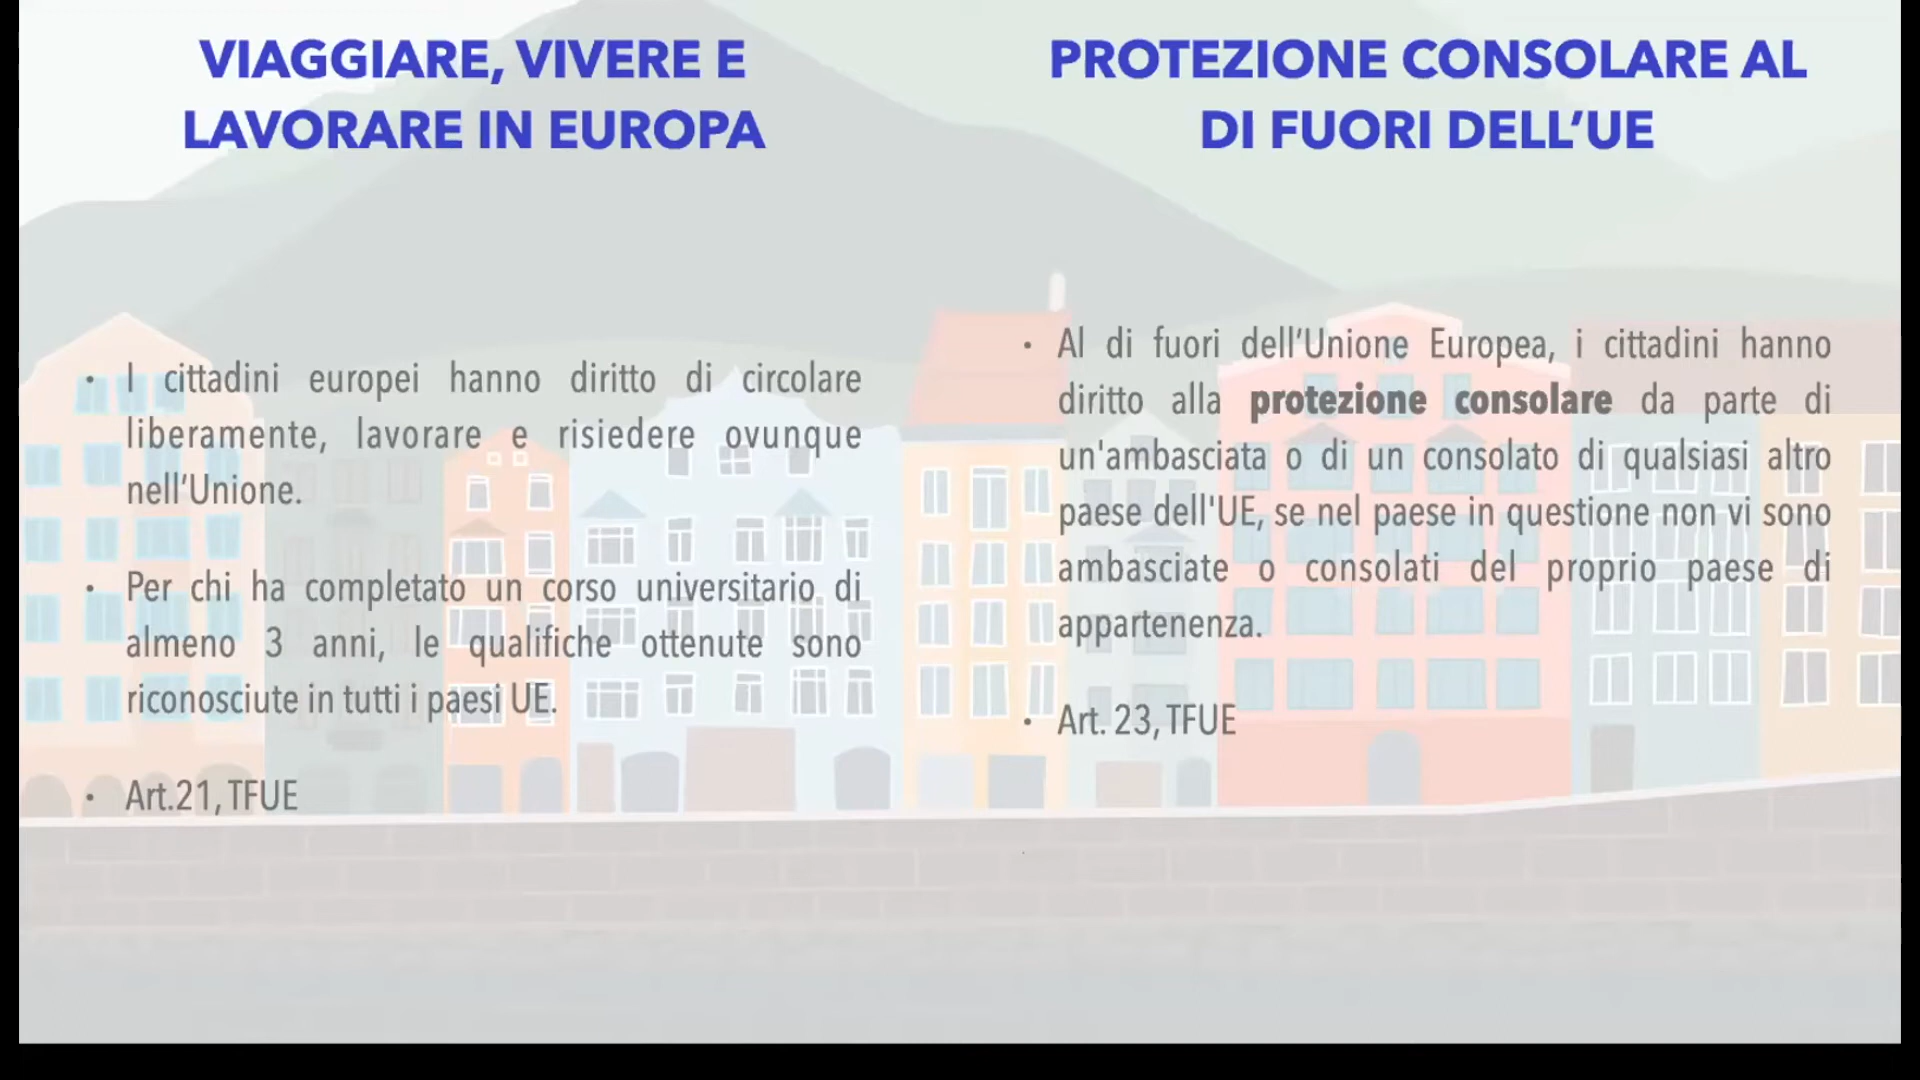 VIAGGIARE, VIVERE E
LAVORARE IN EUROPA
• I cittadini europei hanno diritto di circolare
liberamente, lavorare e risiedere ovunque
nell’Unione.
• Per chi ha completato un corso universitario di
almeno 3 anni, le qualifiche ottenute sono
riconosciute in tutti i paesi UE.
• Art.21, TFUE
PROTEZIONE CONSOLARE AL
DI FUORI DELL’UE
• Al di fuori dell’Unione Europea, i cittadini hanno
diritto alla protezione consolare da parte di
un'ambasciata o di un consolato di qualsiasi altro
paese dell'UE, se nel paese in questione non vi sono
ambasciate o consolati del proprio paese di
appartenenza.
• Art. 23, TFUE